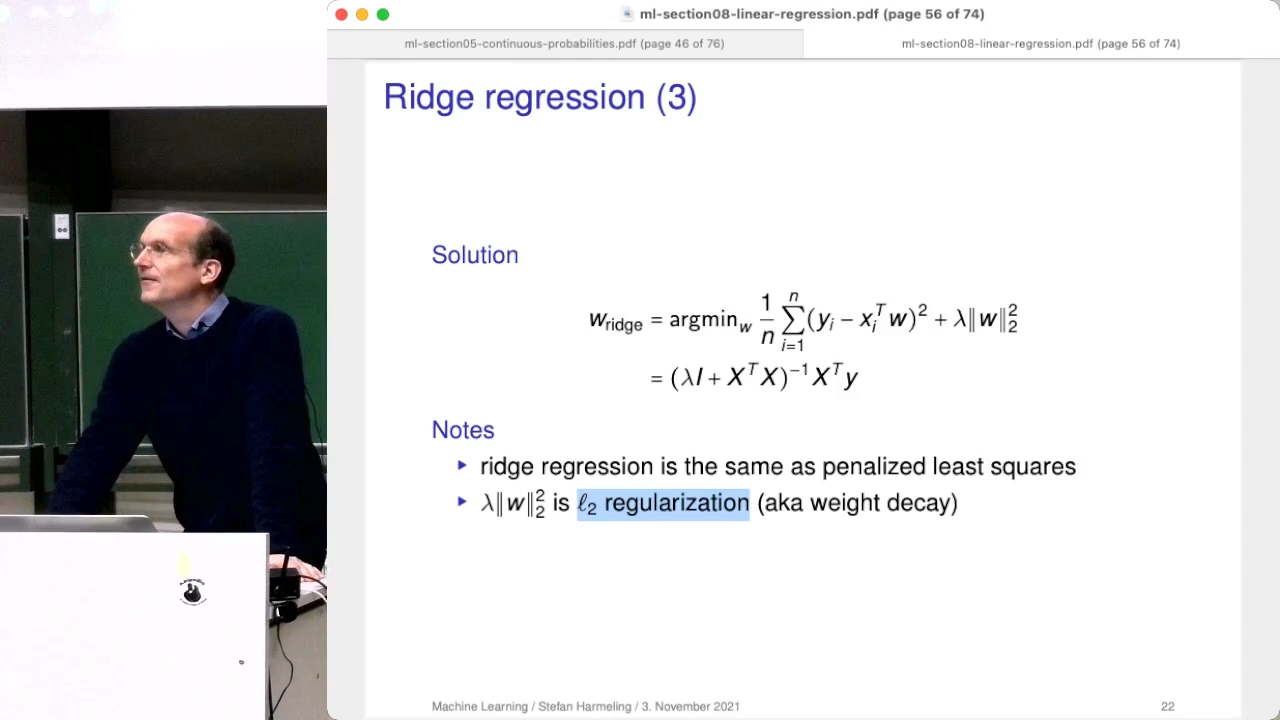 ml-section08-linear-regression.pdf (page 56 of 74)
ml-section05-continuous-probabilities.pdf (page 46 of 76)
ml-section08-linear-regression.pdf (page 56 of 74)
Ridge regression (3)
Solution
w_ridge = argmin_w 1/n ∑_{i=1}^{n} (y_i − x_i^T w)^2 + λ‖w‖_2^2
= (λI + X^T X)^{−1} X^T y
Notes
▸ ridge regression is the same as penalized least squares
▸ λ‖w‖_2^2 is ℓ_2 regularization (aka weight decay)
Machine Learning / Stefan Harmeling / 3. November 2021
22